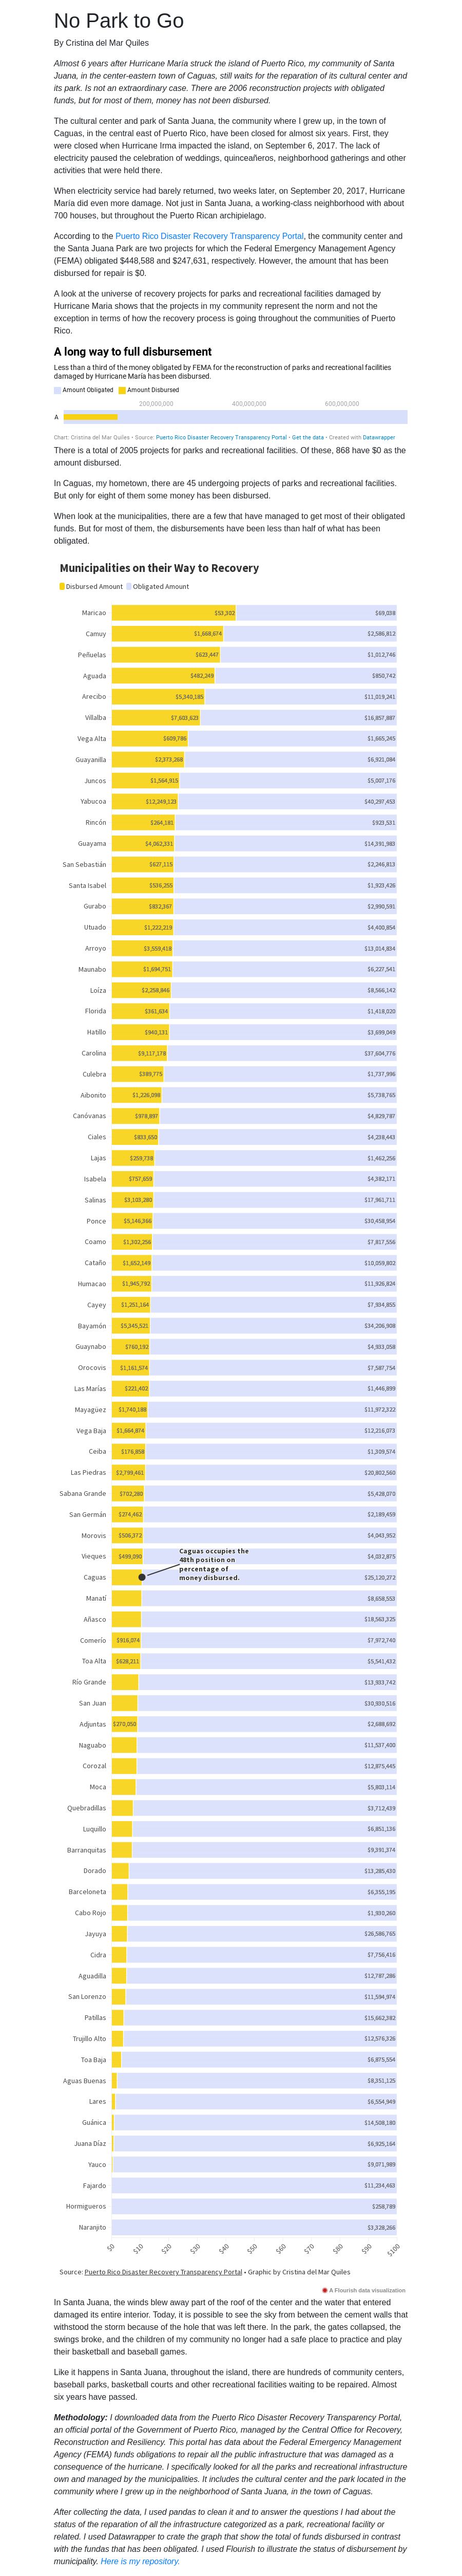 No Park to Go
By Cristina del Mar Quiles
Almost 6 years after Hurricane María struck the island of Puerto Rico, my community of Santa
Juana, in the center-eastern town of Caguas, still waits for the reparation of its cultural center and
its park. Is not an extraordinary case. There are 2006 reconstruction projects with obligated
funds, but for most of them, money has not been disbursed.
The cultural center and park of Santa Juana, the community where I grew up, in the town of
Caguas, in the central east of Puerto Rico, have been closed for almost six years. First, they
were closed when Hurricane Irma impacted the island, on September 6, 2017. The lack of
electricity paused the celebration of weddings, quinceañeros, neighborhood gatherings and other
activities that were held there.
When electricity service had barely returned, two weeks later, on September 20, 2017, Hurricane
María did even more damage. Not just in Santa Juana, a working-class neighborhood with about
700 houses, but throughout the Puerto Rican archipielago.
According to the Puerto Rico Disaster Recovery Transparency Portal, the community center and
the Santa Juana Park are two projects for which the Federal Emergency Management Agency
(FEMA) obligated $448,588 and $247,631, respectively. However, the amount that has been
disbursed for repair is $0.
A look at the universe of recovery projects for parks and recreational facilities damaged by
Hurricane Maria shows that the projects in my community represent the norm and not the
exception in terms of how the recovery process is going throughout the communities of Puerto
Rico.
A long way to full disbursement
Less than a third of the money obligated by FEMA for the reconstruction of parks and recreational facilities
damaged by Hurricane María has been disbursed.
Amount Obligated Amount Disbursed
200,000,000 400,000,000 600,000,000
A
Chart: Cristina del Mar Quiles • Source: Puerto Rico Disaster Recovery Transparency Portal • Get the data • Created with Datawrapper
There is a total of 2005 projects for parks and recreational facilities. Of these, 868 have $0 as the
amount disbursed.
In Caguas, my hometown, there are 45 undergoing projects of parks and recreational facilities.
But only for eight of them some money has been disbursed.
When look at the municipalities, there are a few that have managed to get most of their obligated
funds. But for most of them, the disbursements have been less than half of what has been
obligated.
Municipalities on their Way to Recovery
Disbursed Amount Obligated Amount
Maricao $53,302 $69,038
Camuy $1,668,674 $2,586,812
Peñuelas $623,447 $1,012,746
Aguada $482,249 $850,742
Arecibo $5,340,185 $11,019,241
Villalba $7,603,623 $16,857,887
Vega Alta $609,786 $1,665,245
Guayanilla $2,373,268 $6,921,084
Juncos $1,564,915 $5,007,176
Yabucoa $12,249,123 $40,297,453
Rincón $264,181 $923,531
Guayama $4,062,331 $14,391,983
San Sebastián $627,115 $2,246,813
Santa Isabel $536,255 $1,923,426
Gurabo $832,367 $2,990,591
Utuado $1,222,219 $4,400,854
Arroyo $3,559,418 $13,014,834
Maunabo $1,694,751 $6,227,541
Loíza $2,258,846 $8,566,142
Florida $361,634 $1,418,020
Hatillo $940,131 $3,699,049
Carolina $9,117,178 $37,604,776
Culebra $389,775 $1,737,996
Aibonito $1,226,098 $5,738,765
Canóvanas $978,897 $4,829,787
Ciales $833,650 $4,238,443
Lajas $259,738 $1,462,256
Isabela $757,659 $4,382,171
Salinas $3,103,280 $17,961,711
Ponce $5,146,366 $30,458,954
Coamo $1,302,256 $7,817,556
Cataño $1,652,149 $10,059,802
Humacao $1,945,792 $11,926,824
Cayey $1,251,164 $7,934,855
Bayamón $5,345,521 $34,206,908
Guaynabo $760,192 $4,933,058
Orocovis $1,161,574 $7,587,754
Las Marías $221,402 $1,446,899
Mayagüez $1,740,188 $11,972,322
Vega Baja $1,664,874 $12,216,073
Ceiba $176,858 $1,309,574
Las Piedras $2,799,461 $20,802,560
Sabana Grande $702,280 $5,428,070
San Germán $274,462 $2,189,459
Morovis $506,372 $4,043,952
Vieques $499,090 $4,032,875
Caguas $25,120,272
Caguas occupies the
48th position on
percentage of
money disbursed.
Manatí $8,658,553
Añasco $18,563,325
Comerío $916,074 $7,972,740
Toa Alta $628,211 $5,541,432
Río Grande $13,933,742
San Juan $30,930,516
Adjuntas $270,050 $2,688,692
Naguabo $11,537,400
Corozal $12,875,445
Moca $5,803,114
Quebradillas $3,712,439
Luquillo $6,851,136
Barranquitas $9,391,374
Dorado $13,285,430
Barceloneta $6,355,195
Cabo Rojo $1,930,260
Jayuya $26,586,765
Cidra $7,756,416
Aguadilla $12,787,286
San Lorenzo $11,594,974
Patillas $15,662,382
Trujillo Alto $12,576,326
Toa Baja $6,875,554
Aguas Buenas $8,351,125
Lares $6,554,949
Guánica $14,508,180
Juana Díaz $6,925,164
Yauco $9,071,989
Fajardo $11,234,463
Hormigueros $258,789
Naranjito $3,328,266
$0 $10 $20 $30 $40 $50 $60 $70 $80 $90 $100
Source: Puerto Rico Disaster Recovery Transparency Portal • Graphic by Cristina del Mar Quiles
A Flourish data visualization
In Santa Juana, the winds blew away part of the roof of the center and the water that entered
damaged its entire interior. Today, it is possible to see the sky from between the cement walls that
withstood the storm because of the hole that was left there. In the park, the gates collapsed, the
swings broke, and the children of my community no longer had a safe place to practice and play
their basketball and baseball games.
Like it happens in Santa Juana, throughout the island, there are hundreds of community centers,
baseball parks, basketball courts and other recreational facilities waiting to be repaired. Almost
six years have passed.
Methodology: I downloaded data from the Puerto Rico Disaster Recovery Transparency Portal,
an official portal of the Government of Puerto Rico, managed by the Central Office for Recovery,
Reconstruction and Resiliency. This portal has data about the Federal Emergency Management
Agency (FEMA) funds obligations to repair all the public infrastructure that was damaged as a
consequence of the hurricane. I specifically looked for all the parks and recreational infrastructure
own and managed by the municipalities. It includes the cultural center and the park located in the
community where I grew up in the neighborhood of Santa Juana, in the town of Caguas.
After collecting the data, I used pandas to clean it and to answer the questions I had about the
status of the reparation of all the infrastructure categorized as a park, recreational facility or
related. I used Datawrapper to create the graph that show the total of funds disbursed in contrast
with the fundas that has been obligated. I used Flourish to illustrate the status of disbursement by
municipality. Here is my repository.